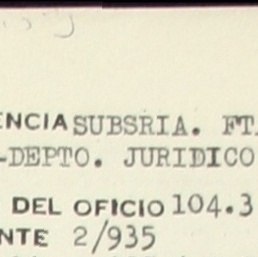 ENCIA SUBSRIA. FT
-DEPTO. JURIDICO
DEL OFICIO 104.3
NTE 2/935